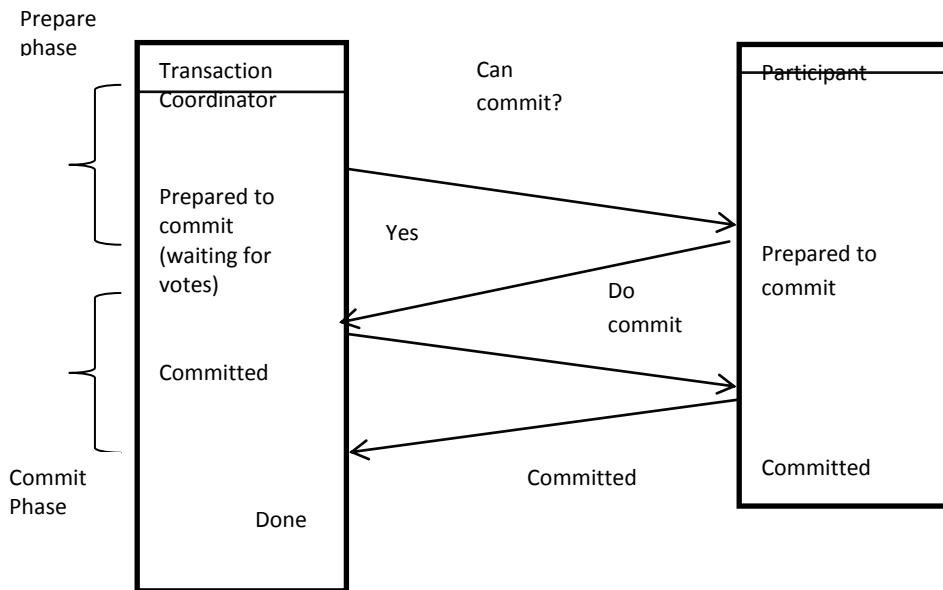 Prepare
phase
Transaction
Coordinator
Can
commit?
Participant
Prepared to
commit
(waiting for
votes)
Yes
Prepared to
commit
Do
commit
Committed
Commit
Phase
Committed
Committed
Done